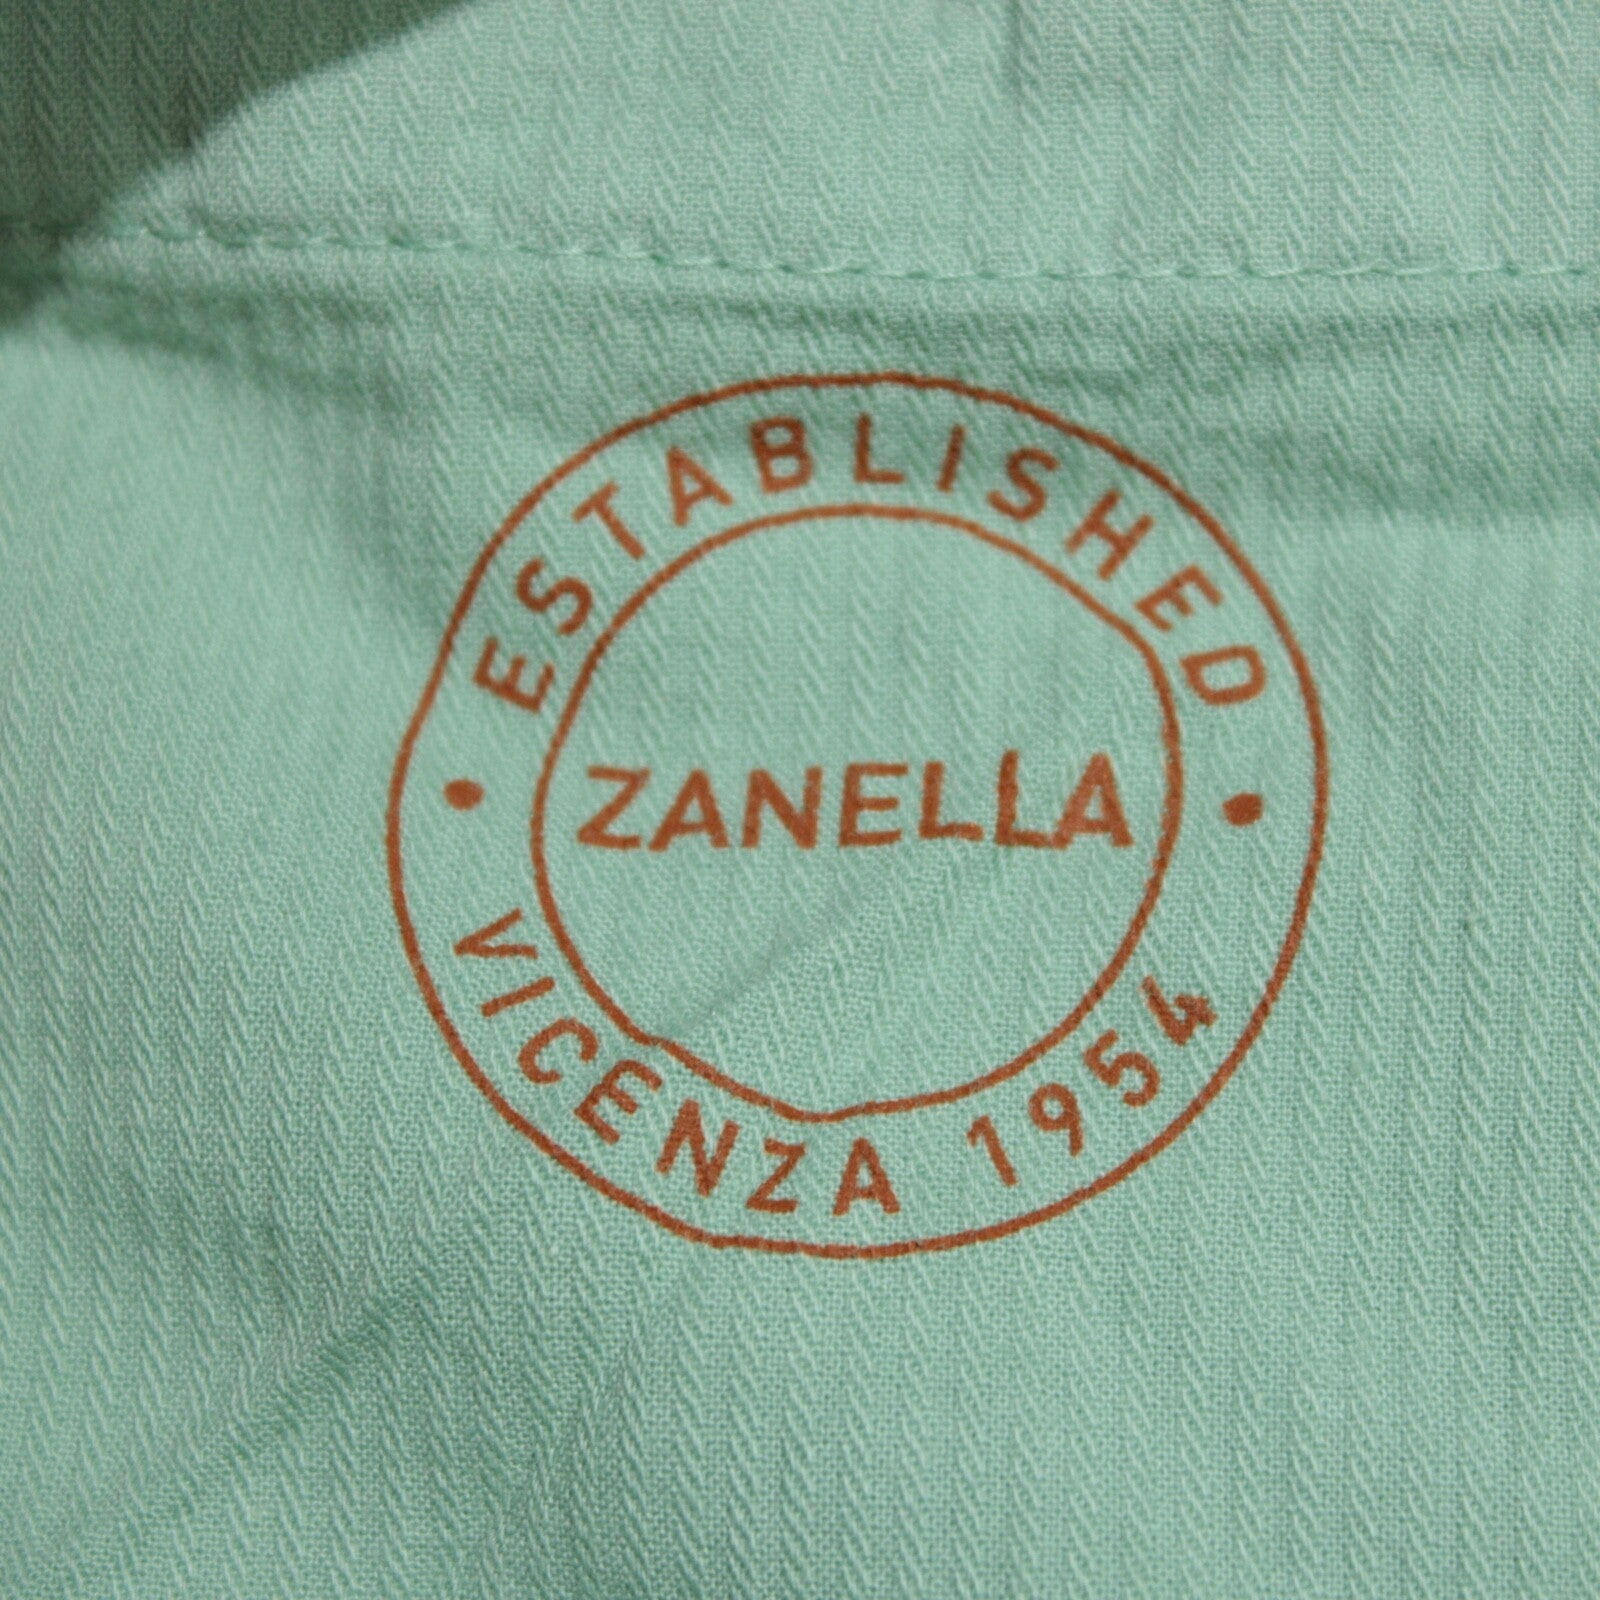 ESTABLISHED
ZANELLA
VICENZA 1954